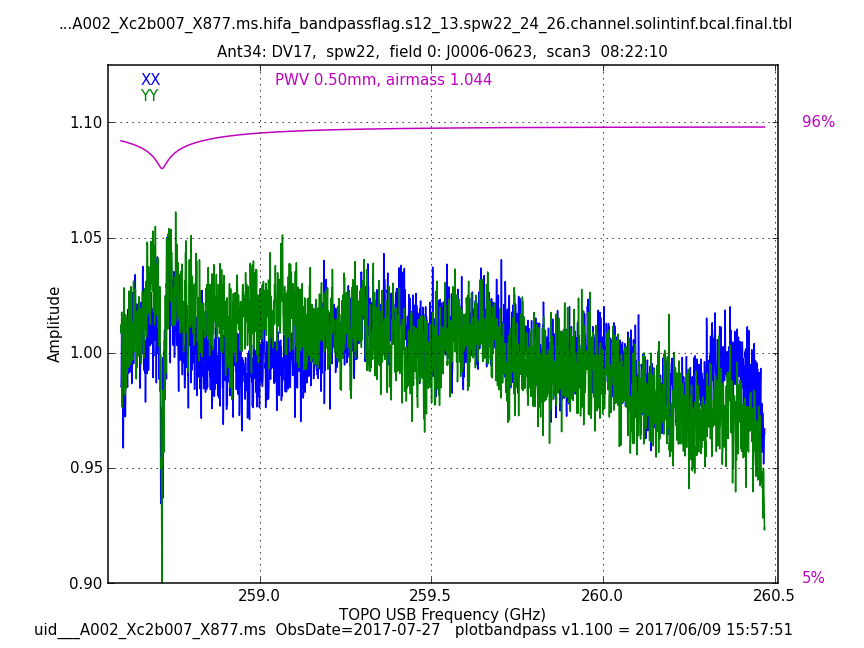 ...A002_Xc2b007_X877.ms.hifa_bandpassflag.s12_13.spw22_24_26.channel.solintinf.bcal.final.tbl
Ant34: DV17,  spw22,  field 0: J0006-0623,  scan3  08:22:10
XX
PWV 0.50mm, airmass 1.044
YY
1.10
96%
1.05
Amplitude
1.00
0.95
0.90
5%
259.0
259.5
260.0
260.5
TOPO USB Frequency (GHz)
uid___A002_Xc2b007_X877.ms  ObsDate=2017-07-27   plotbandpass v1.100 = 2017/06/09 15:57:51